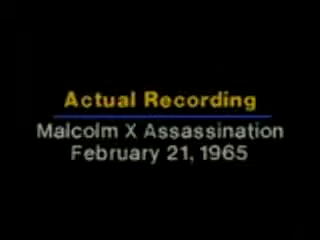 Actual Recording
Malcolm X Assassination
February 21, 1965